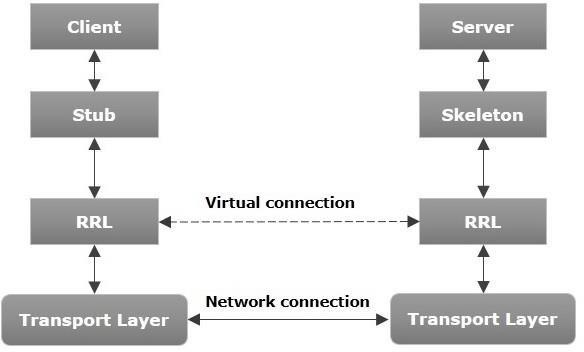 Client
Server
Stub
Skeleton
Virtual connection
RRL
RRL
Network connection
Transport Layer
Transport Layer